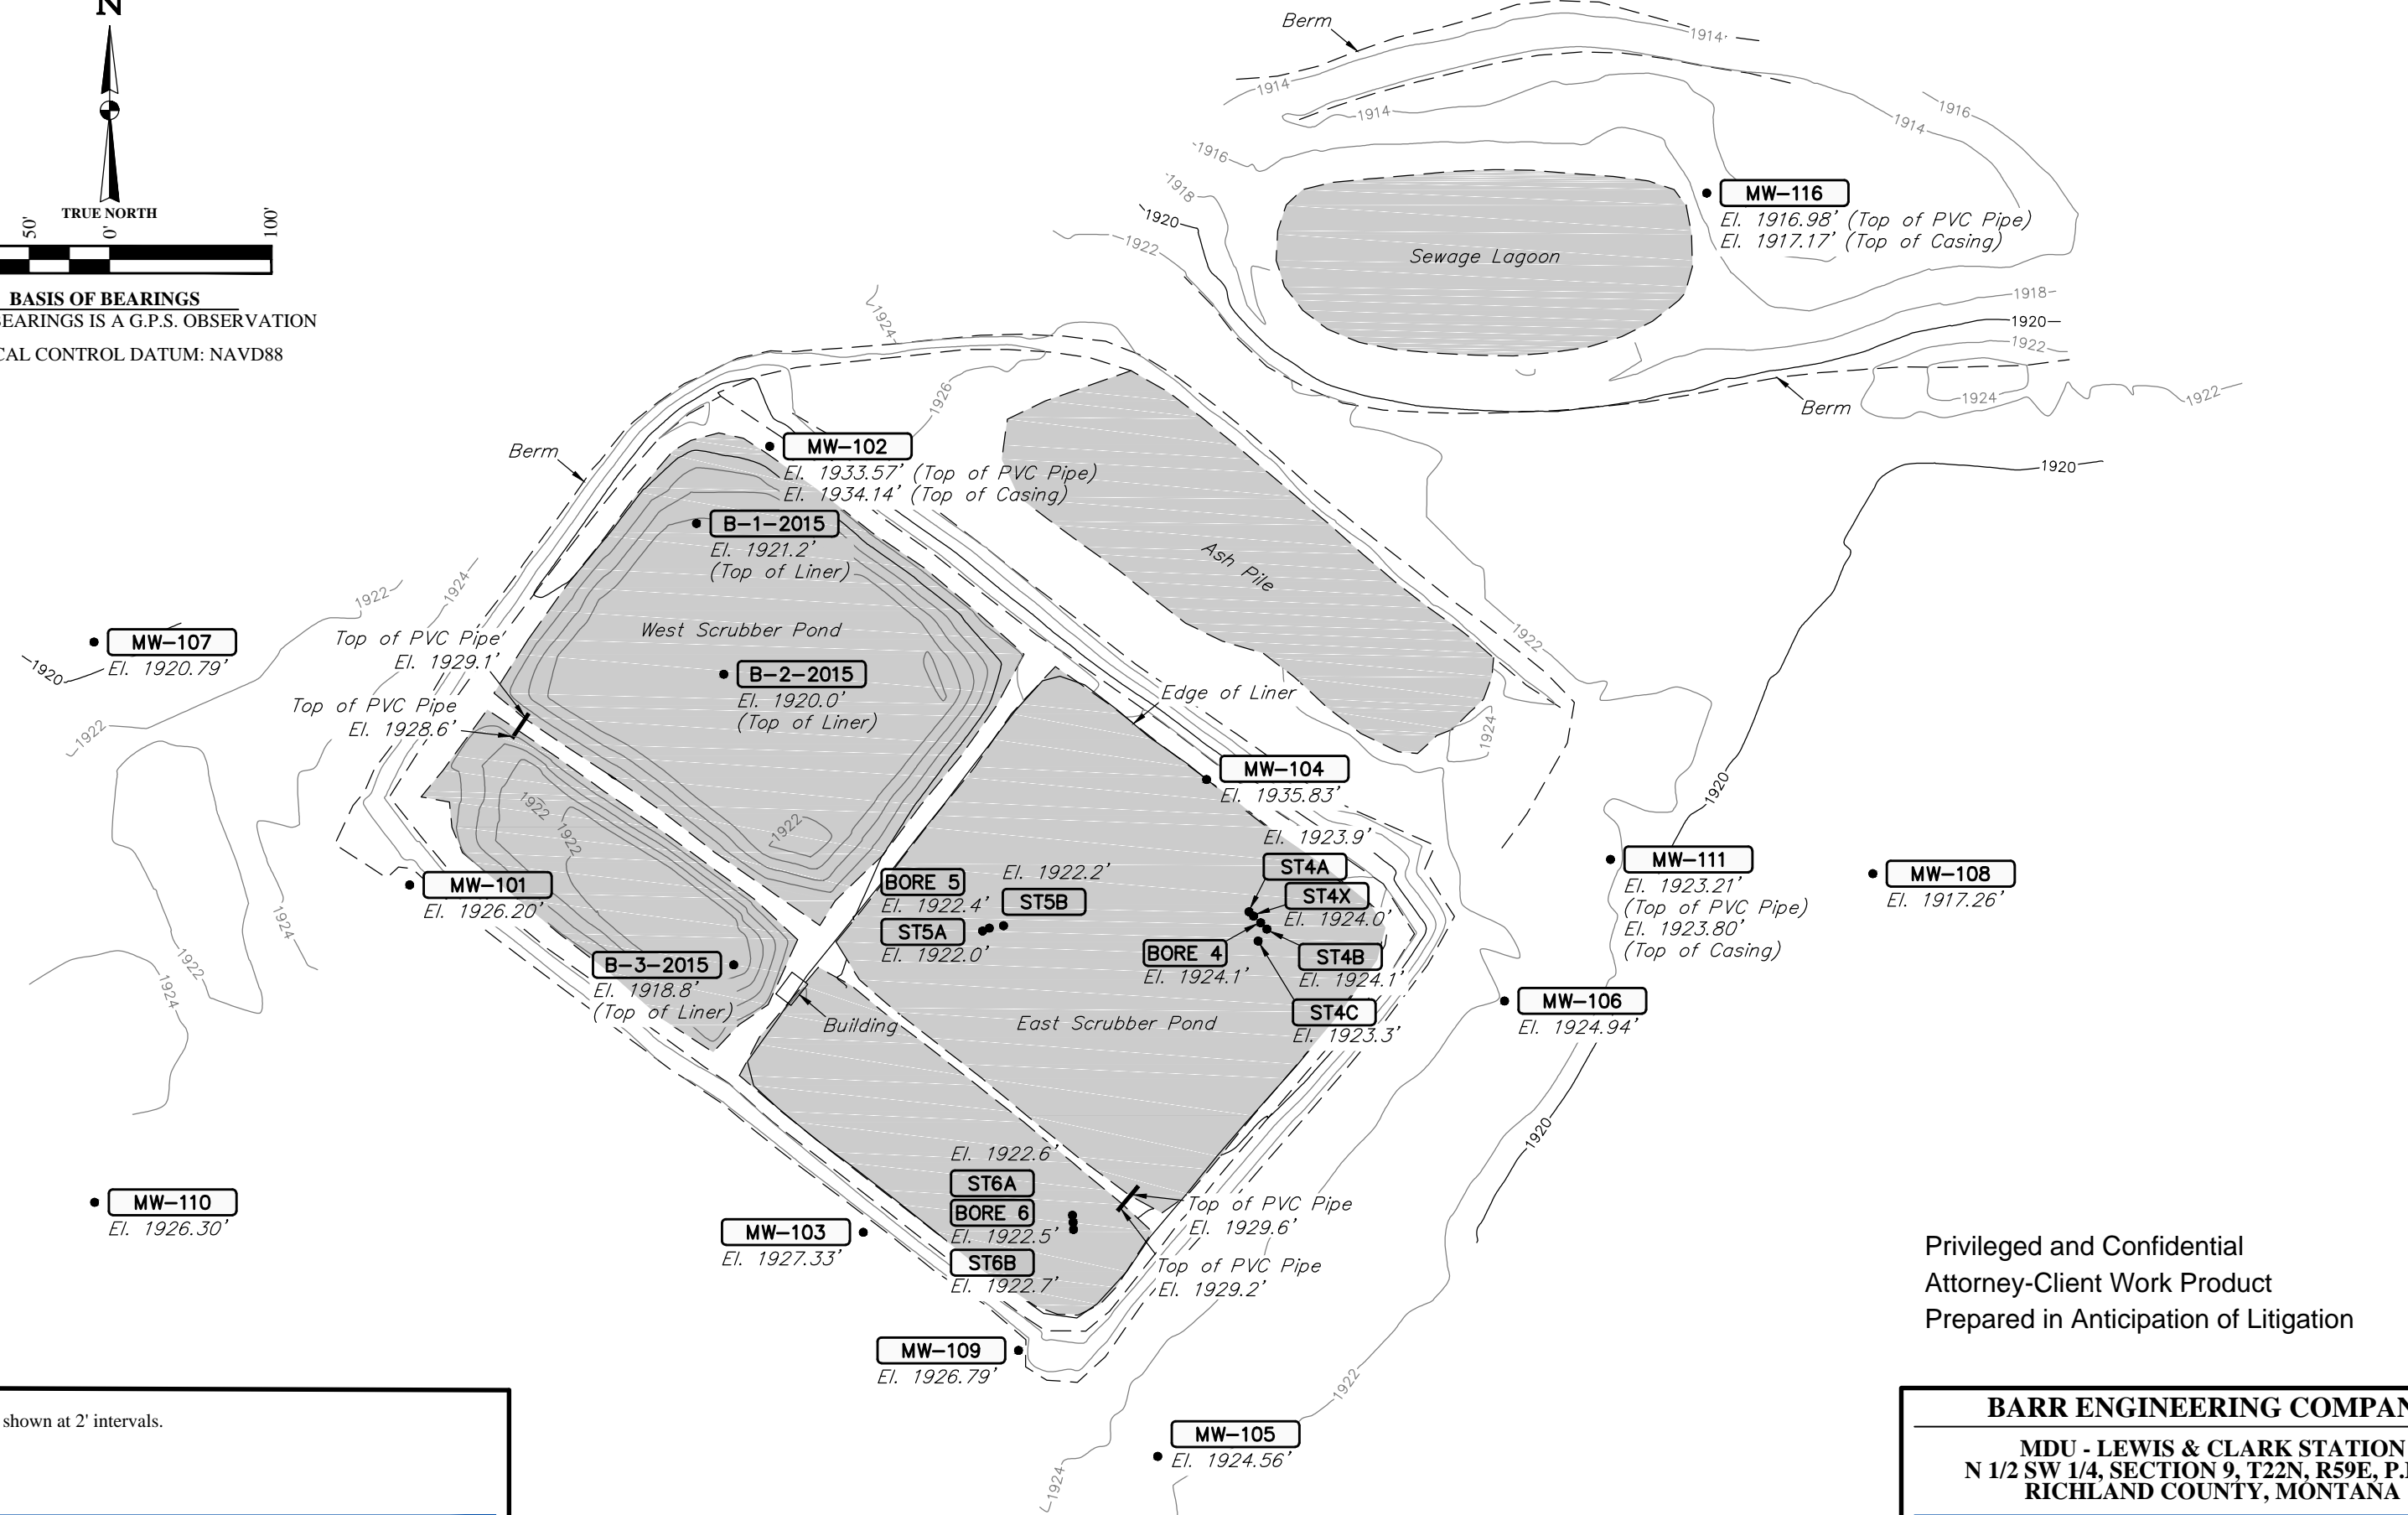 N
TRUE NORTH
50'
0'
100'
BASIS OF BEARINGS
BEARINGS IS A G.P.S. OBSERVATION
CAL CONTROL DATUM: NAVD88
Berm
1914
1914
1914
1914
1916
1916
1918
1920
1922
MW-116
El. 1916.98' (Top of PVC Pipe)
El. 1917.17' (Top of Casing)
Sewage Lagoon
1918
1920
1922
1924
1922
Berm
1920
1924
1926
Berm
MW-102
El. 1933.57' (Top of PVC Pipe)
El. 1934.14' (Top of Casing)
B-1-2015
El. 1921.2'
(Top of Liner)
Ash Pile
1922
1924
1922
1924
MW-107
El. 1920.79'
1920
1922
Top of PVC Pipe
El. 1929.1'
Top of PVC Pipe
El. 1928.6'
West Scrubber Pond
B-2-2015
El. 1920.0'
(Top of Liner)
Edge of Liner
MW-104
El. 1935.83'
1922
1922
1922
1920
El. 1923.9'
ST4A
ST4X
El. 1924.0'
BORE 4
El. 1924.1'
ST4B
El. 1924.1'
ST4C
El. 1923.3'
BORE 5
El. 1922.4'
El. 1922.2'
ST5B
ST5A
El. 1922.0'
MW-101
El. 1926.20'
MW-111
El. 1923.21'
(Top of PVC Pipe)
El. 1923.80'
(Top of Casing)
MW-108
El. 1917.26'
1924
1922
1924
B-3-2015
El. 1918.8'
(Top of Liner)
Building
East Scrubber Pond
MW-106
El. 1924.94'
1920
MW-110
El. 1926.30'
MW-103
El. 1927.33'
El. 1922.6'
ST6A
BORE 6
El. 1922.5'
ST6B
El. 1922.7'
Top of PVC Pipe
El. 1929.6'
Top of PVC Pipe
El. 1929.2'
MW-109
El. 1926.79'
1922
MW-105
El. 1924.56'
1924
Privileged and Confidential
Attorney-Client Work Product
Prepared in Anticipation of Litigation
shown at 2' intervals.
BARR ENGINEERING COMPAN
MDU - LEWIS & CLARK STATION
N 1/2 SW 1/4, SECTION 9, T22N, R59E, P.
RICHLAND COUNTY, MONTANA